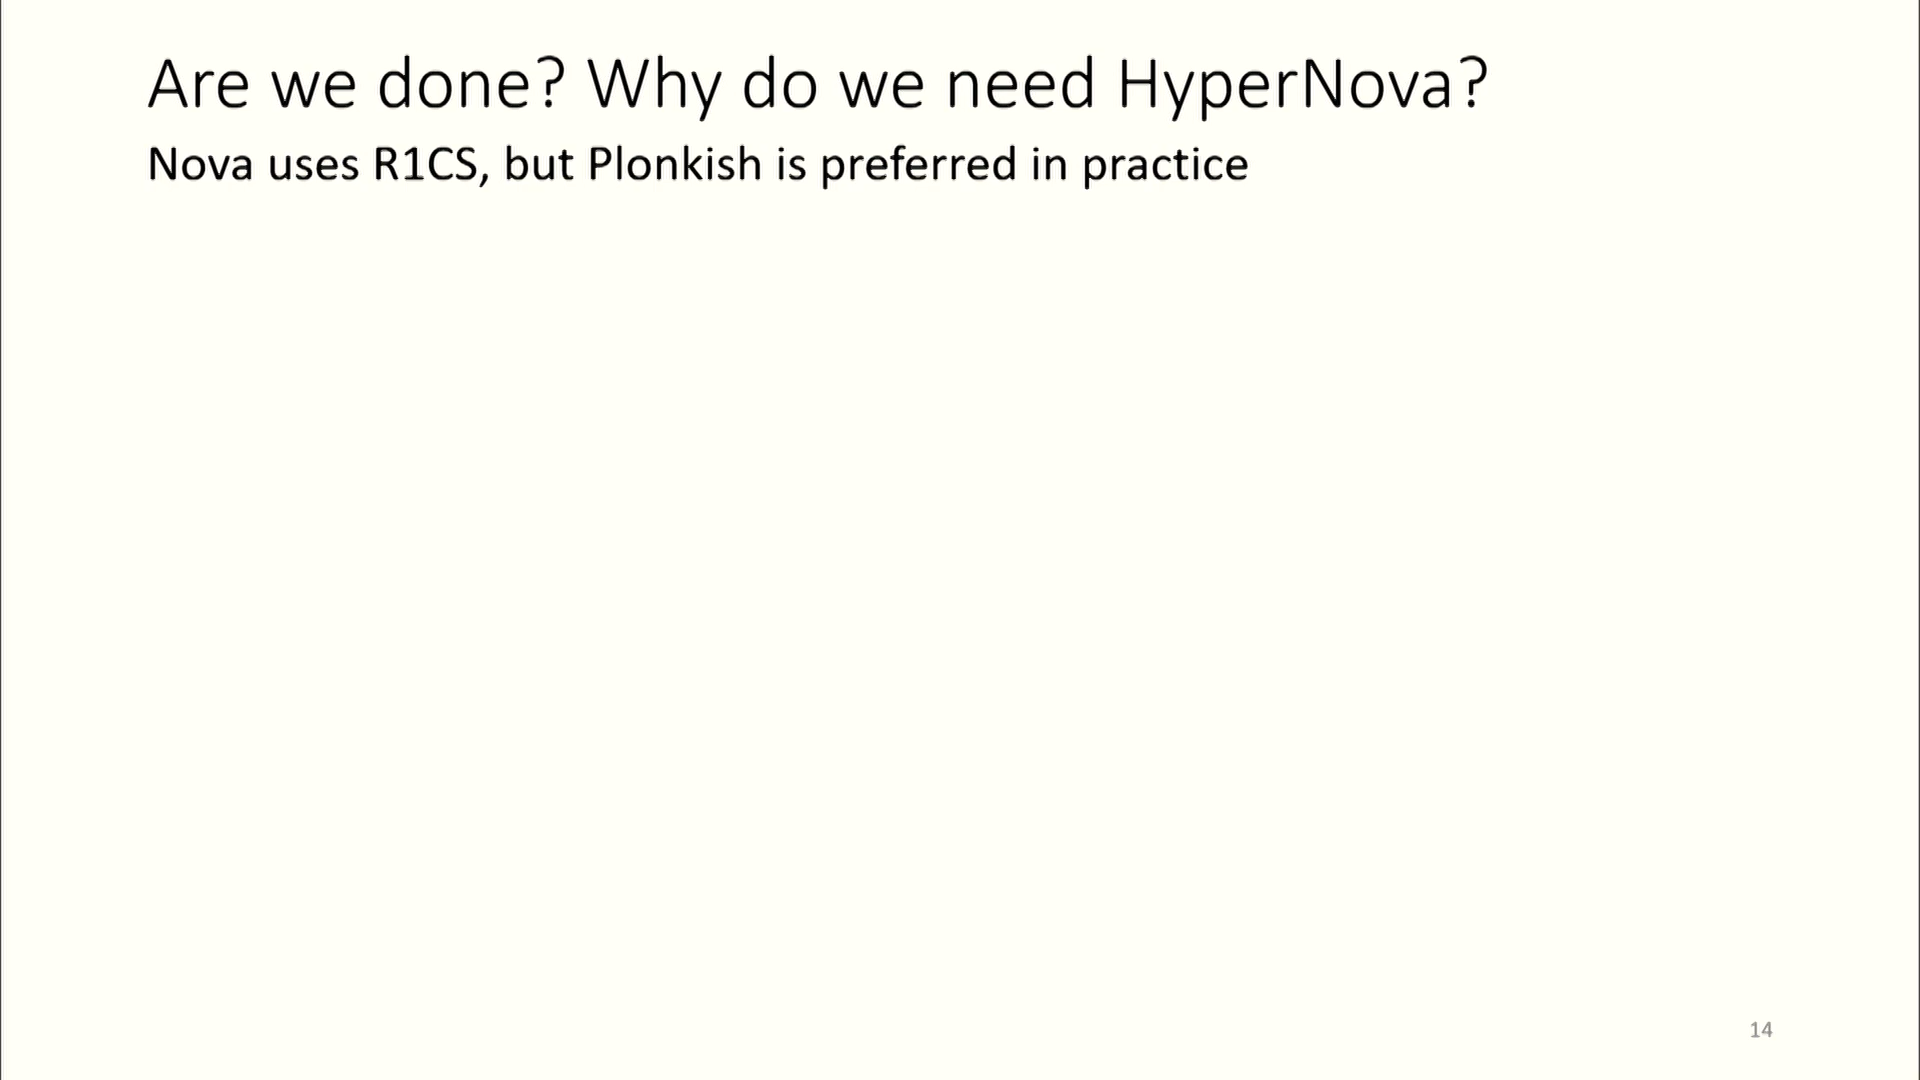 Are we done? Why do we need HyperNova?
Nova uses R1CS, but Plonkish is preferred in practice
14